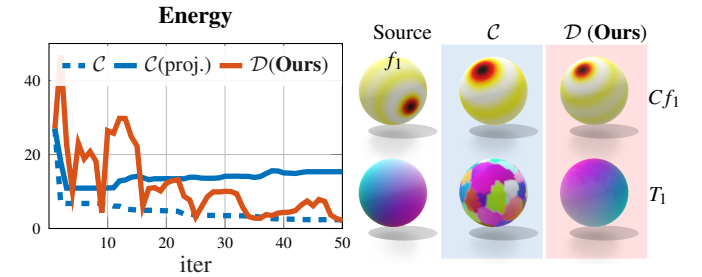 Energy
𝒞 𝒞(proj.) 𝒟(Ours)
40
20
0
10 20 30 40 50
iter
Source 𝒞 𝒟 (Ours)
f₁
Cf₁
T₁